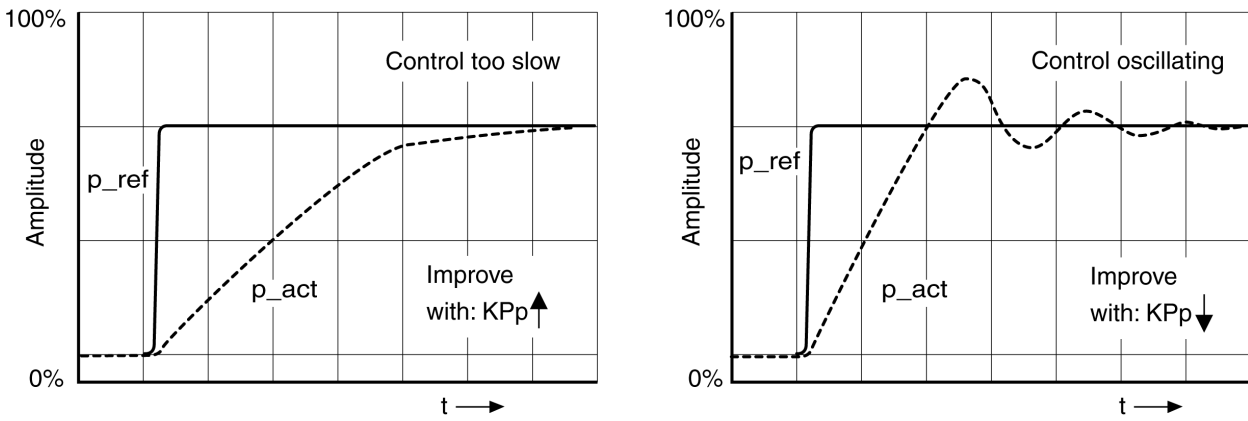 100%
Control too slow
p_ref
Amplitude
p_act
Improve
with: KPp
0%
t
100%
Control oscillating
p_ref
Amplitude
p_act
Improve
with: KPp
0%
t